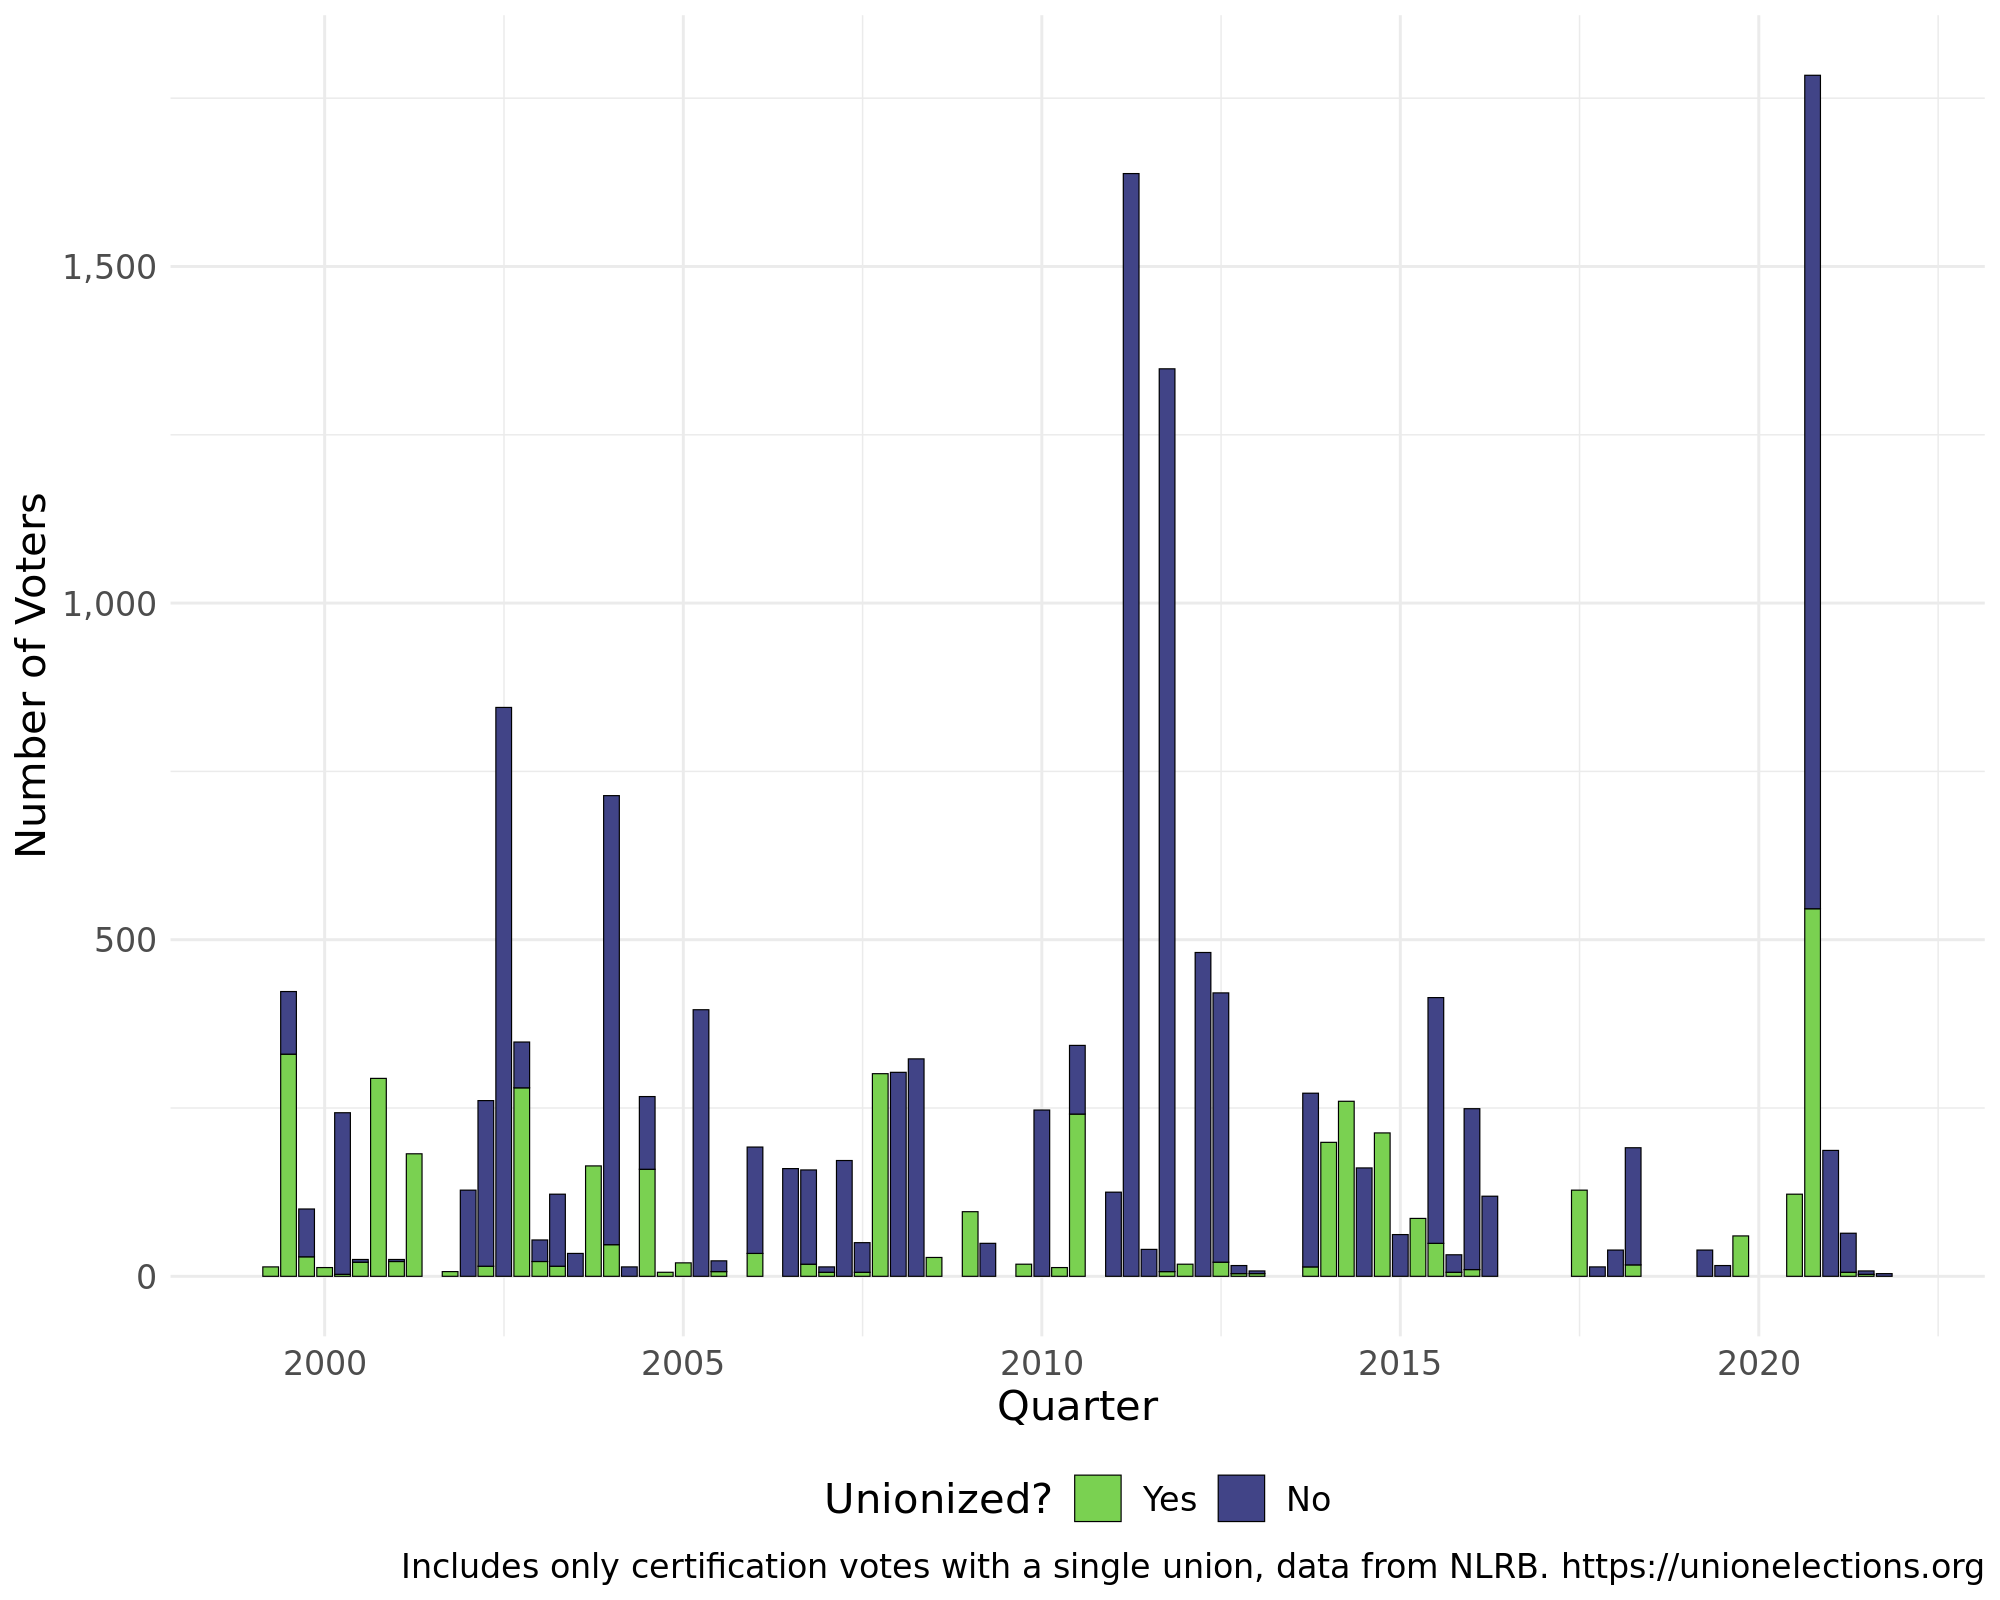 Number of Voters
1,500
1,000
500
0
2000 2005 2010 2015 2020
Quarter
Unionized? Yes No
Includes only certification votes with a single union, data from NLRB. https://unionelections.org